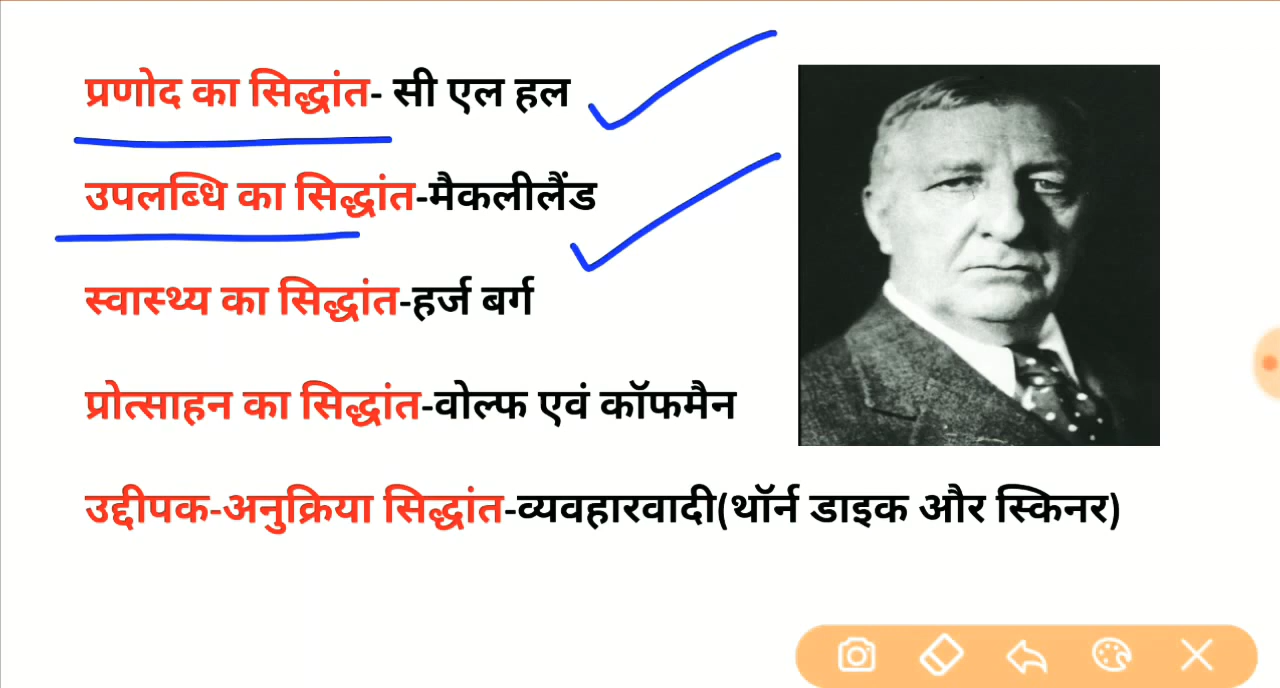 प्रणोद का सिद्धांत- सी एल हल
उपलब्धि का सिद्धांत-मैकलीलैंड
स्वास्थ्य का सिद्धांत-हर्ज बर्ग
प्रोत्साहन का सिद्धांत-वोल्फ एवं कॉफमैन
उद्दीपक-अनुक्रिया सिद्धांत-व्यवहारवादी(थॉर्न डाइक और स्किनर)